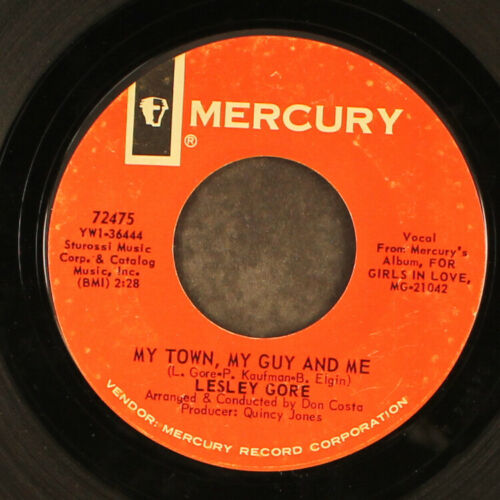 MERCURY
®
72475
YW1-36444
Sturossi Music
Corp. & Catalog
Music, Inc.
(BMI) 2:28
Vocal
From Mercury's
Album, FOR
GIRLS IN LOVE,
MG-21042
MY TOWN, MY GUY AND ME
(L. Gore-P. Kaufman-B. Elgin)
LESLEY GORE
Arranged & Conducted by Don Costa
Producer: Quincy Jones
VENDOR: MERCURY RECORD CORPORATION